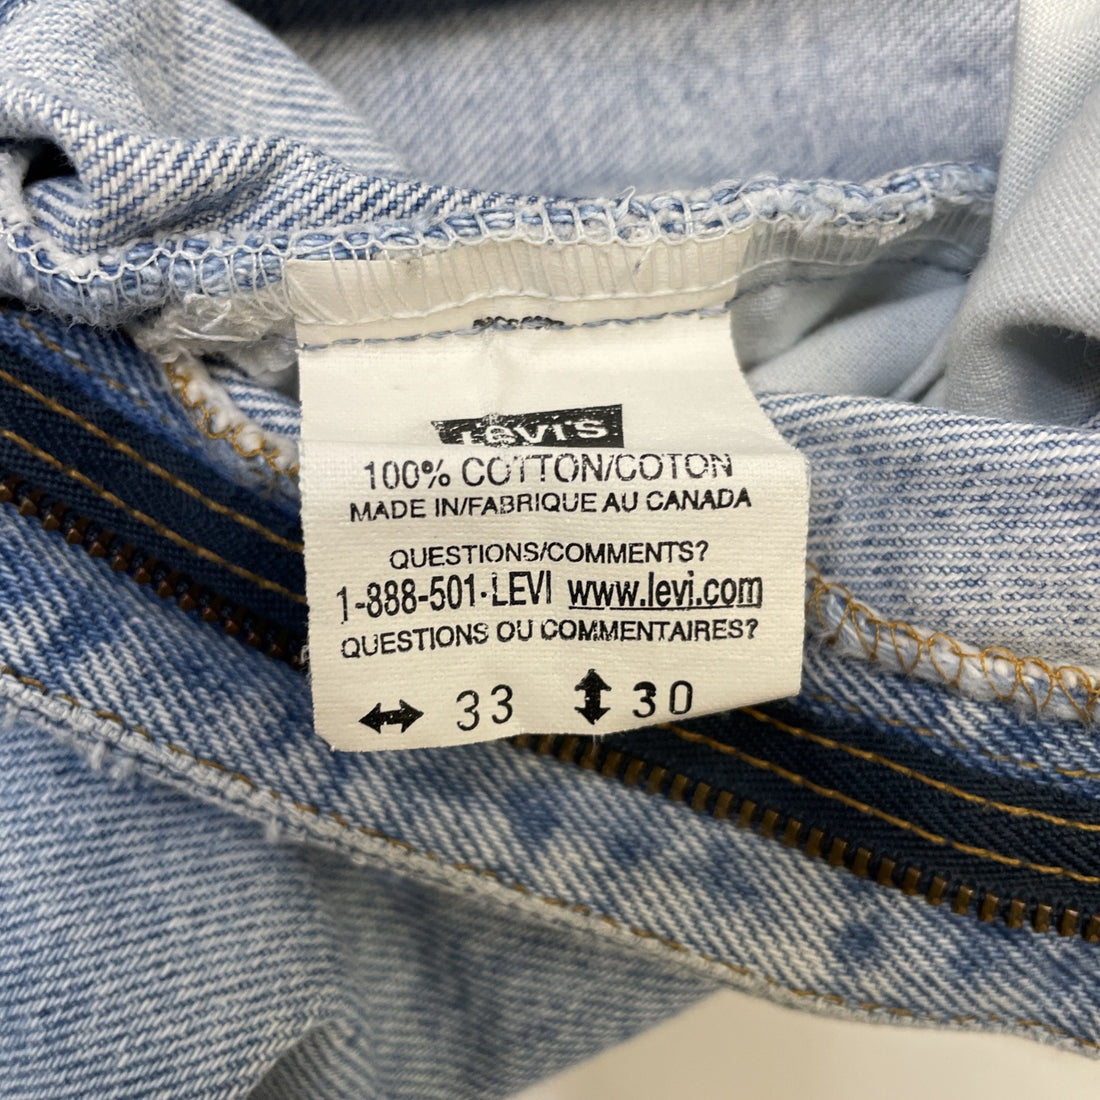 Levi's
100% COTTON/COTON
MADE IN/FABRIQUE AU CANADA
QUESTIONS/COMMENTS?
1-888-501-LEVI www.levi.com
QUESTIONS OU COMMENTAIRES?
33 30